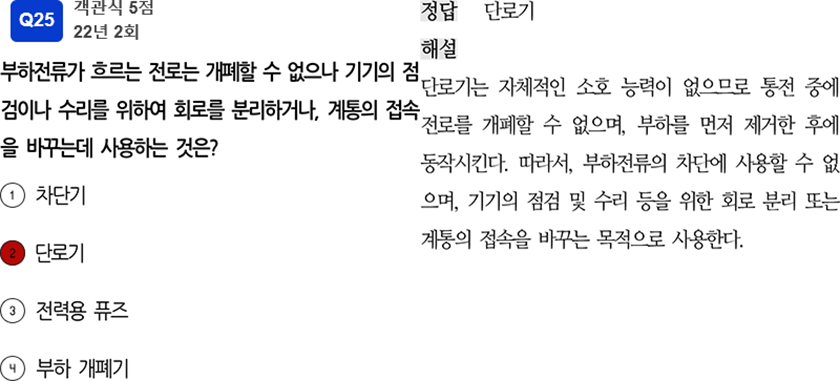 Q25
객관식 5점
22년 2회
부하전류가 흐르는 전로는 개폐할 수 없으나 기기의 점
검이나 수리를 위하여 회로를 분리하거나, 계통의 접속
을 바꾸는데 사용하는 것은?
1 차단기
2 단로기
3 전력용 퓨즈
4 부하 개폐기
정답 단로기
해설
단로기는 자체적인 소호 능력이 없으므로 통전 중에
전로를 개폐할 수 없으며, 부하를 먼저 제거한 후에
동작시킨다. 따라서, 부하전류의 차단에 사용할 수 없
으며, 기기의 점검 및 수리 등을 위한 회로 분리 또는
계통의 접속을 바꾸는 목적으로 사용한다.